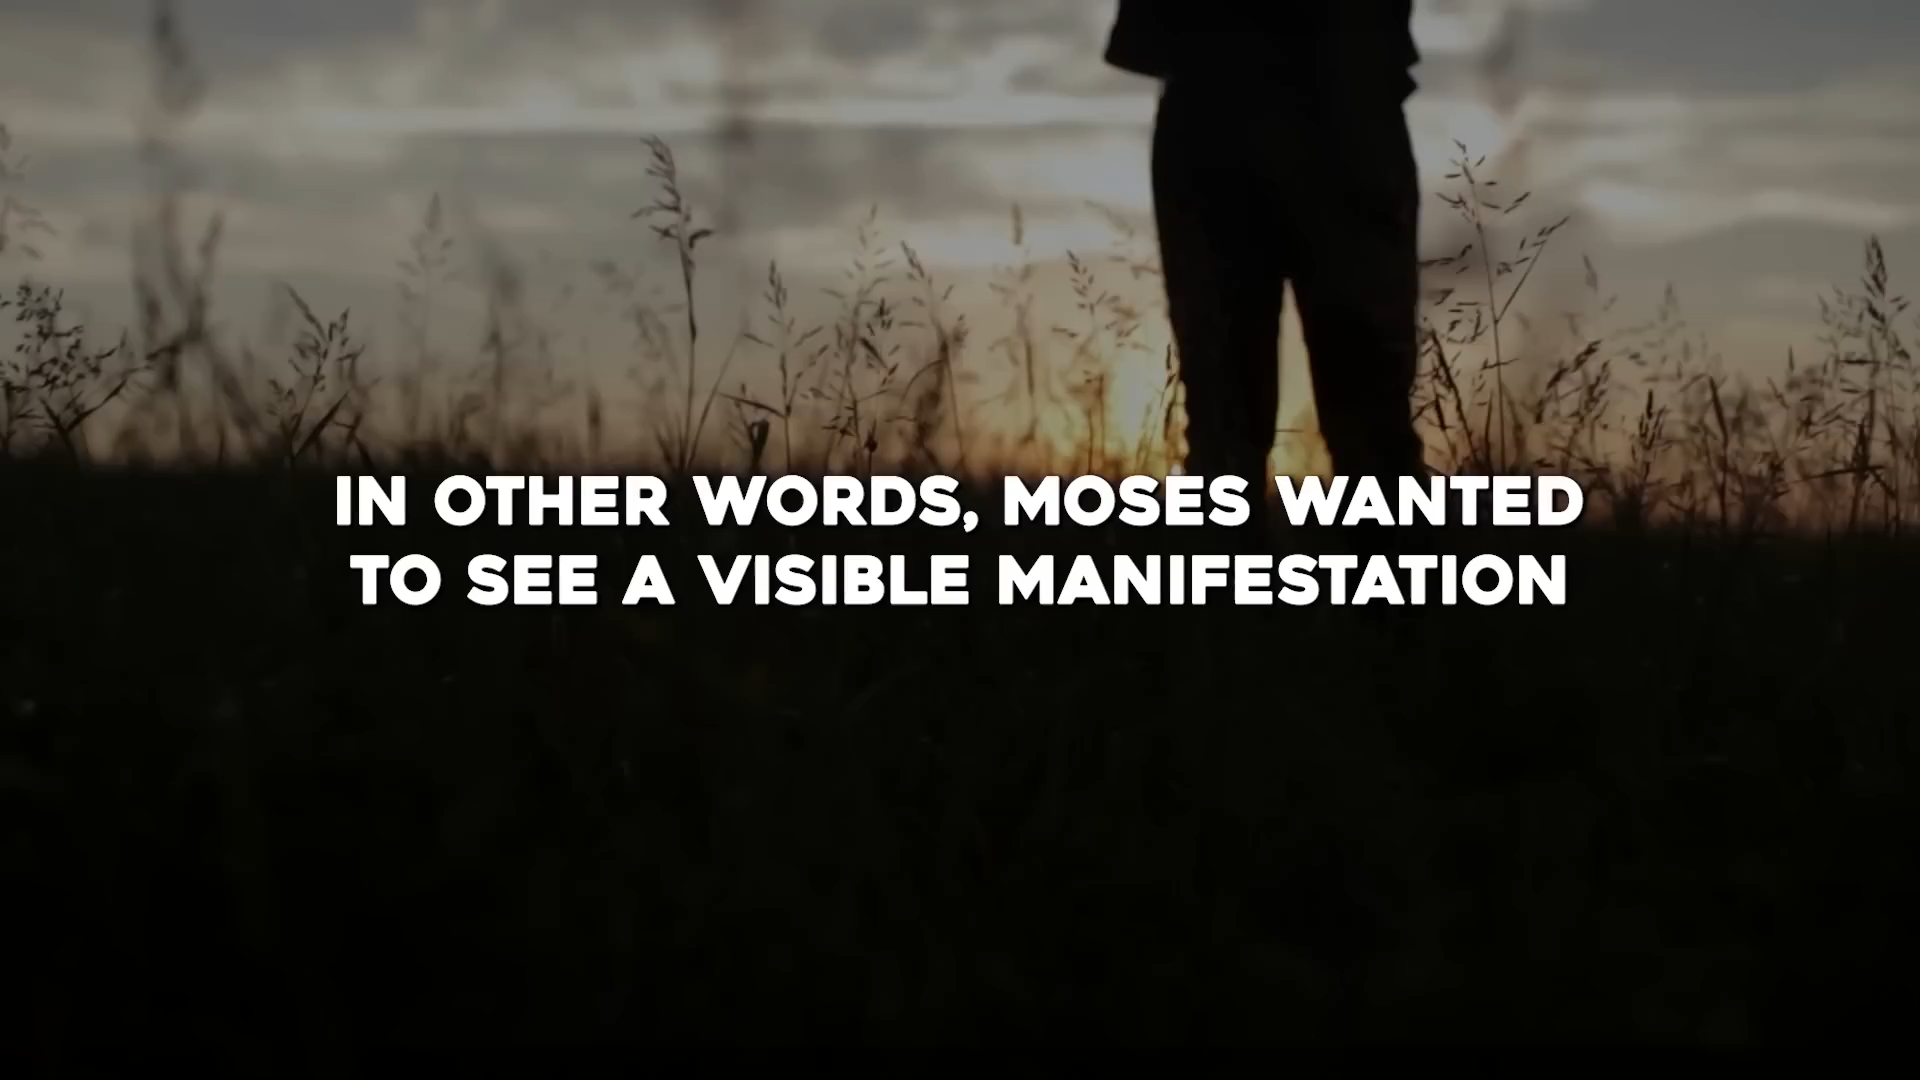 IN OTHER WORDS, MOSES WANTED
TO SEE A VISIBLE MANIFESTATION